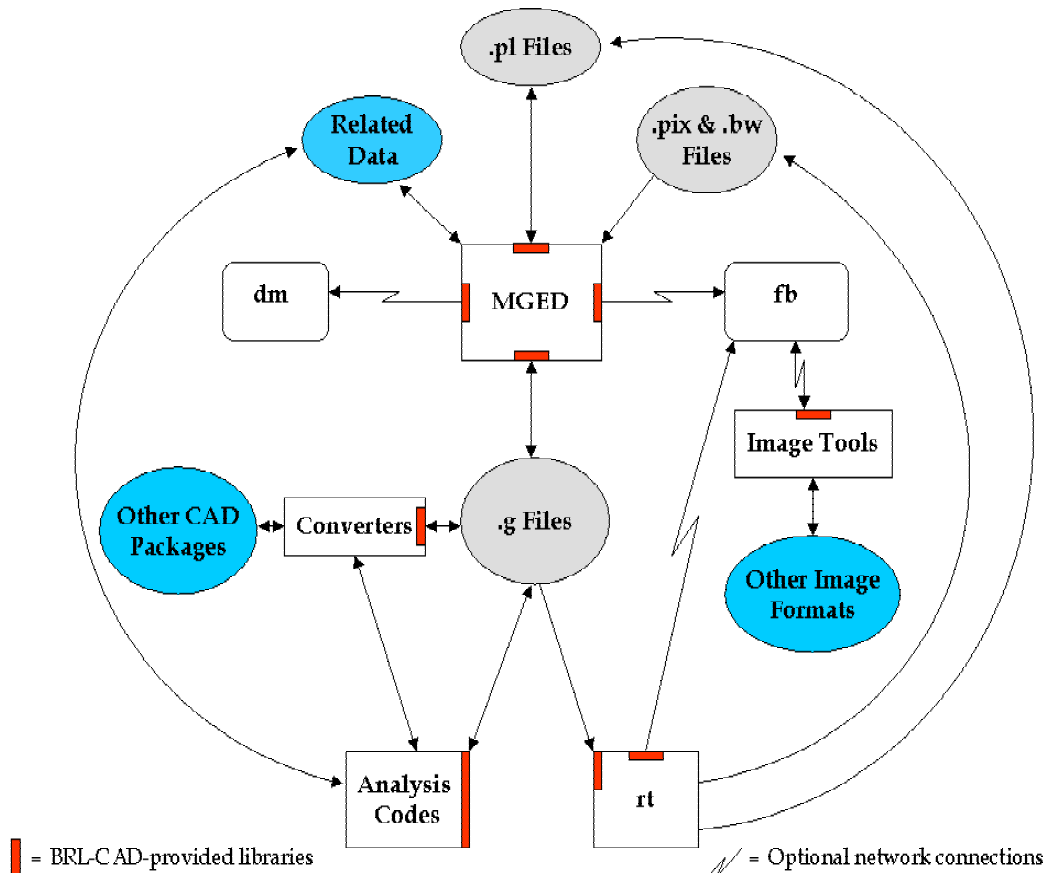 .pl Files
Related
Data
.pix & .bw
Files
dm
MGED
fb
Image Tools
Other CAD
Packages
Converters
.g Files
Other Image
Formats
Analysis
Codes
rt
= BRL-CAD-provided libraries
= Optional network connections